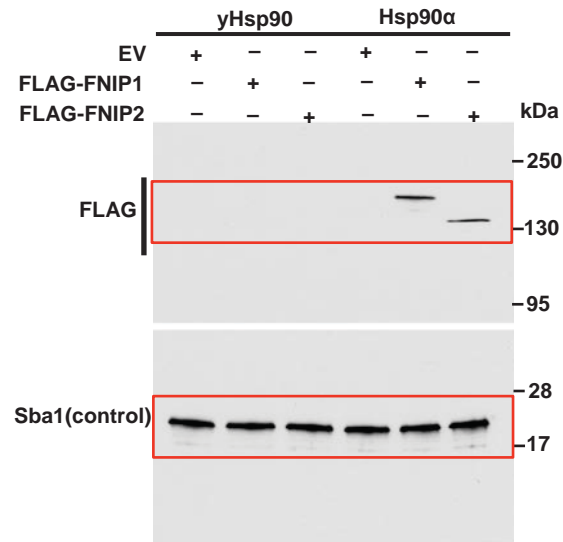 yHsp90 Hsp90α
EV + – – + – –
FLAG-FNIP1 – + – – + –
FLAG-FNIP2 – – + – – + kDa
-250
FLAG
-130
-95
-28
Sba1(control)
-17